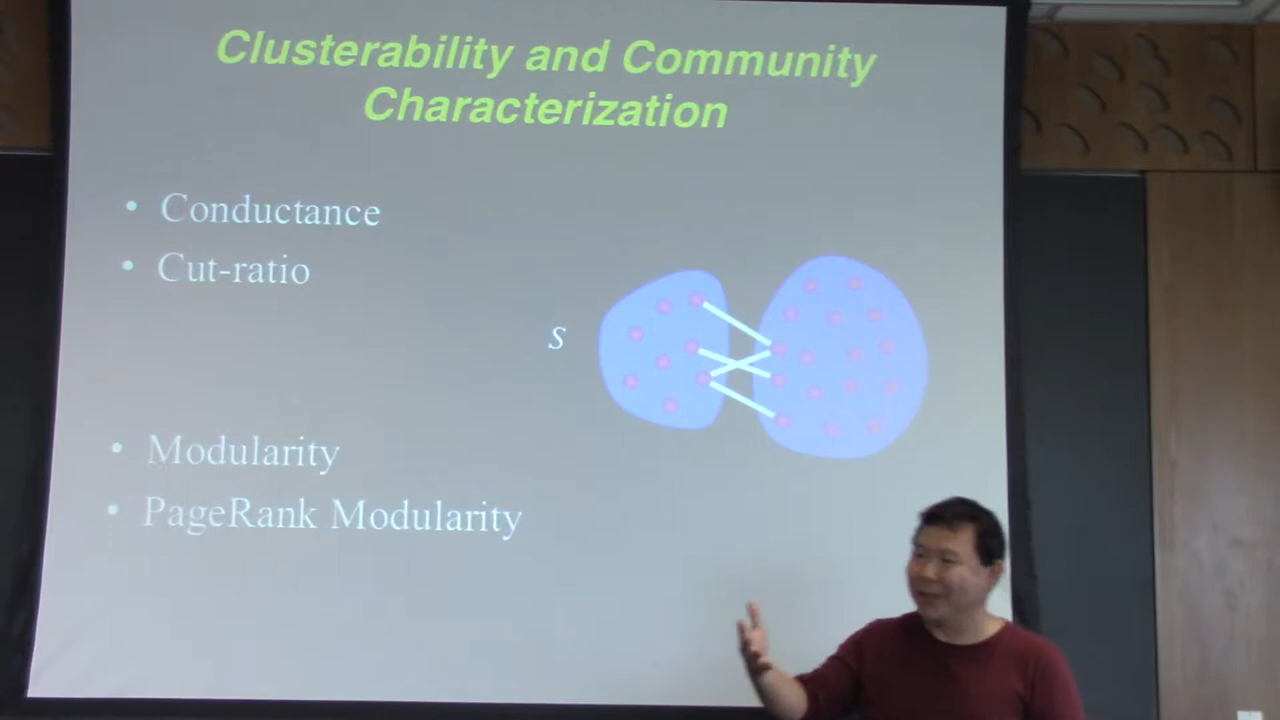 Clusterability and Community
Characterization
• Conductance
• Cut-ratio
S
• Modularity
• PageRank Modularity